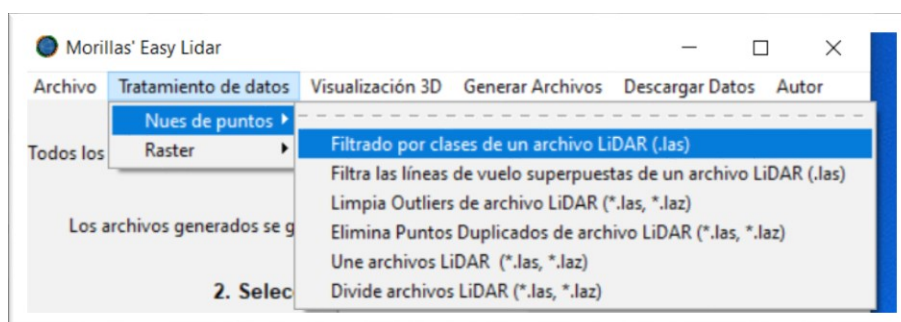 Morillas' Easy Lidar
Archivo Tratamiento de datos Visualización 3D Generar Archivos Descargar Datos Autor
Nues de puntos
Filtrado por clases de un archivo LiDAR (.las)
Todos los
Raster
Filtra las líneas de vuelo superpuestas de un archivo LiDAR (.las)
Limpia Outliers de archivo LiDAR (*.las, *.laz)
Los archivos generados se g
Elimina Puntos Duplicados de archivo LiDAR (*.las, *.laz)
Une archivos LiDAR (*.las, *.laz)
2. Selec
Divide archivos LiDAR (*.las, *.laz)